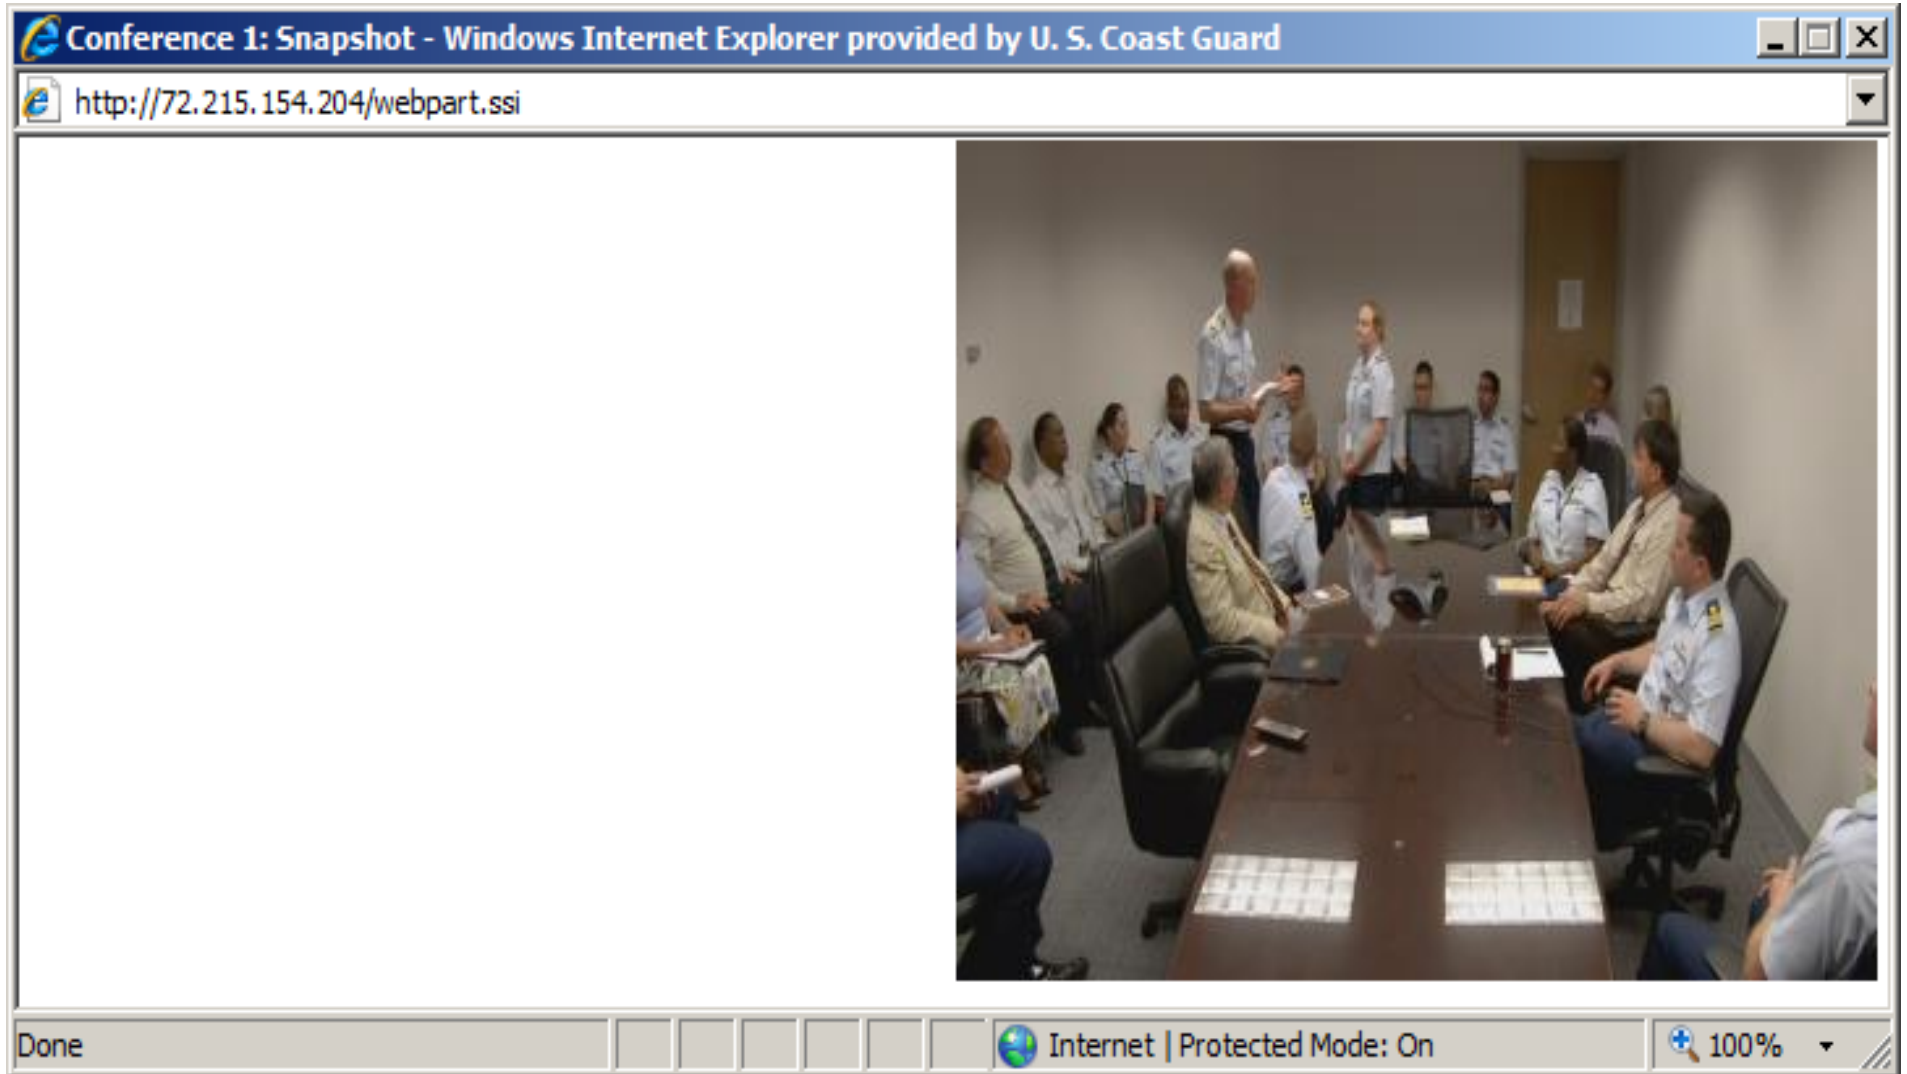 Conference 1: Snapshot - Windows Internet Explorer provided by U. S. Coast Guard
http://72.215.154.204/webpart.ssi
Done
Internet | Protected Mode: On
100%